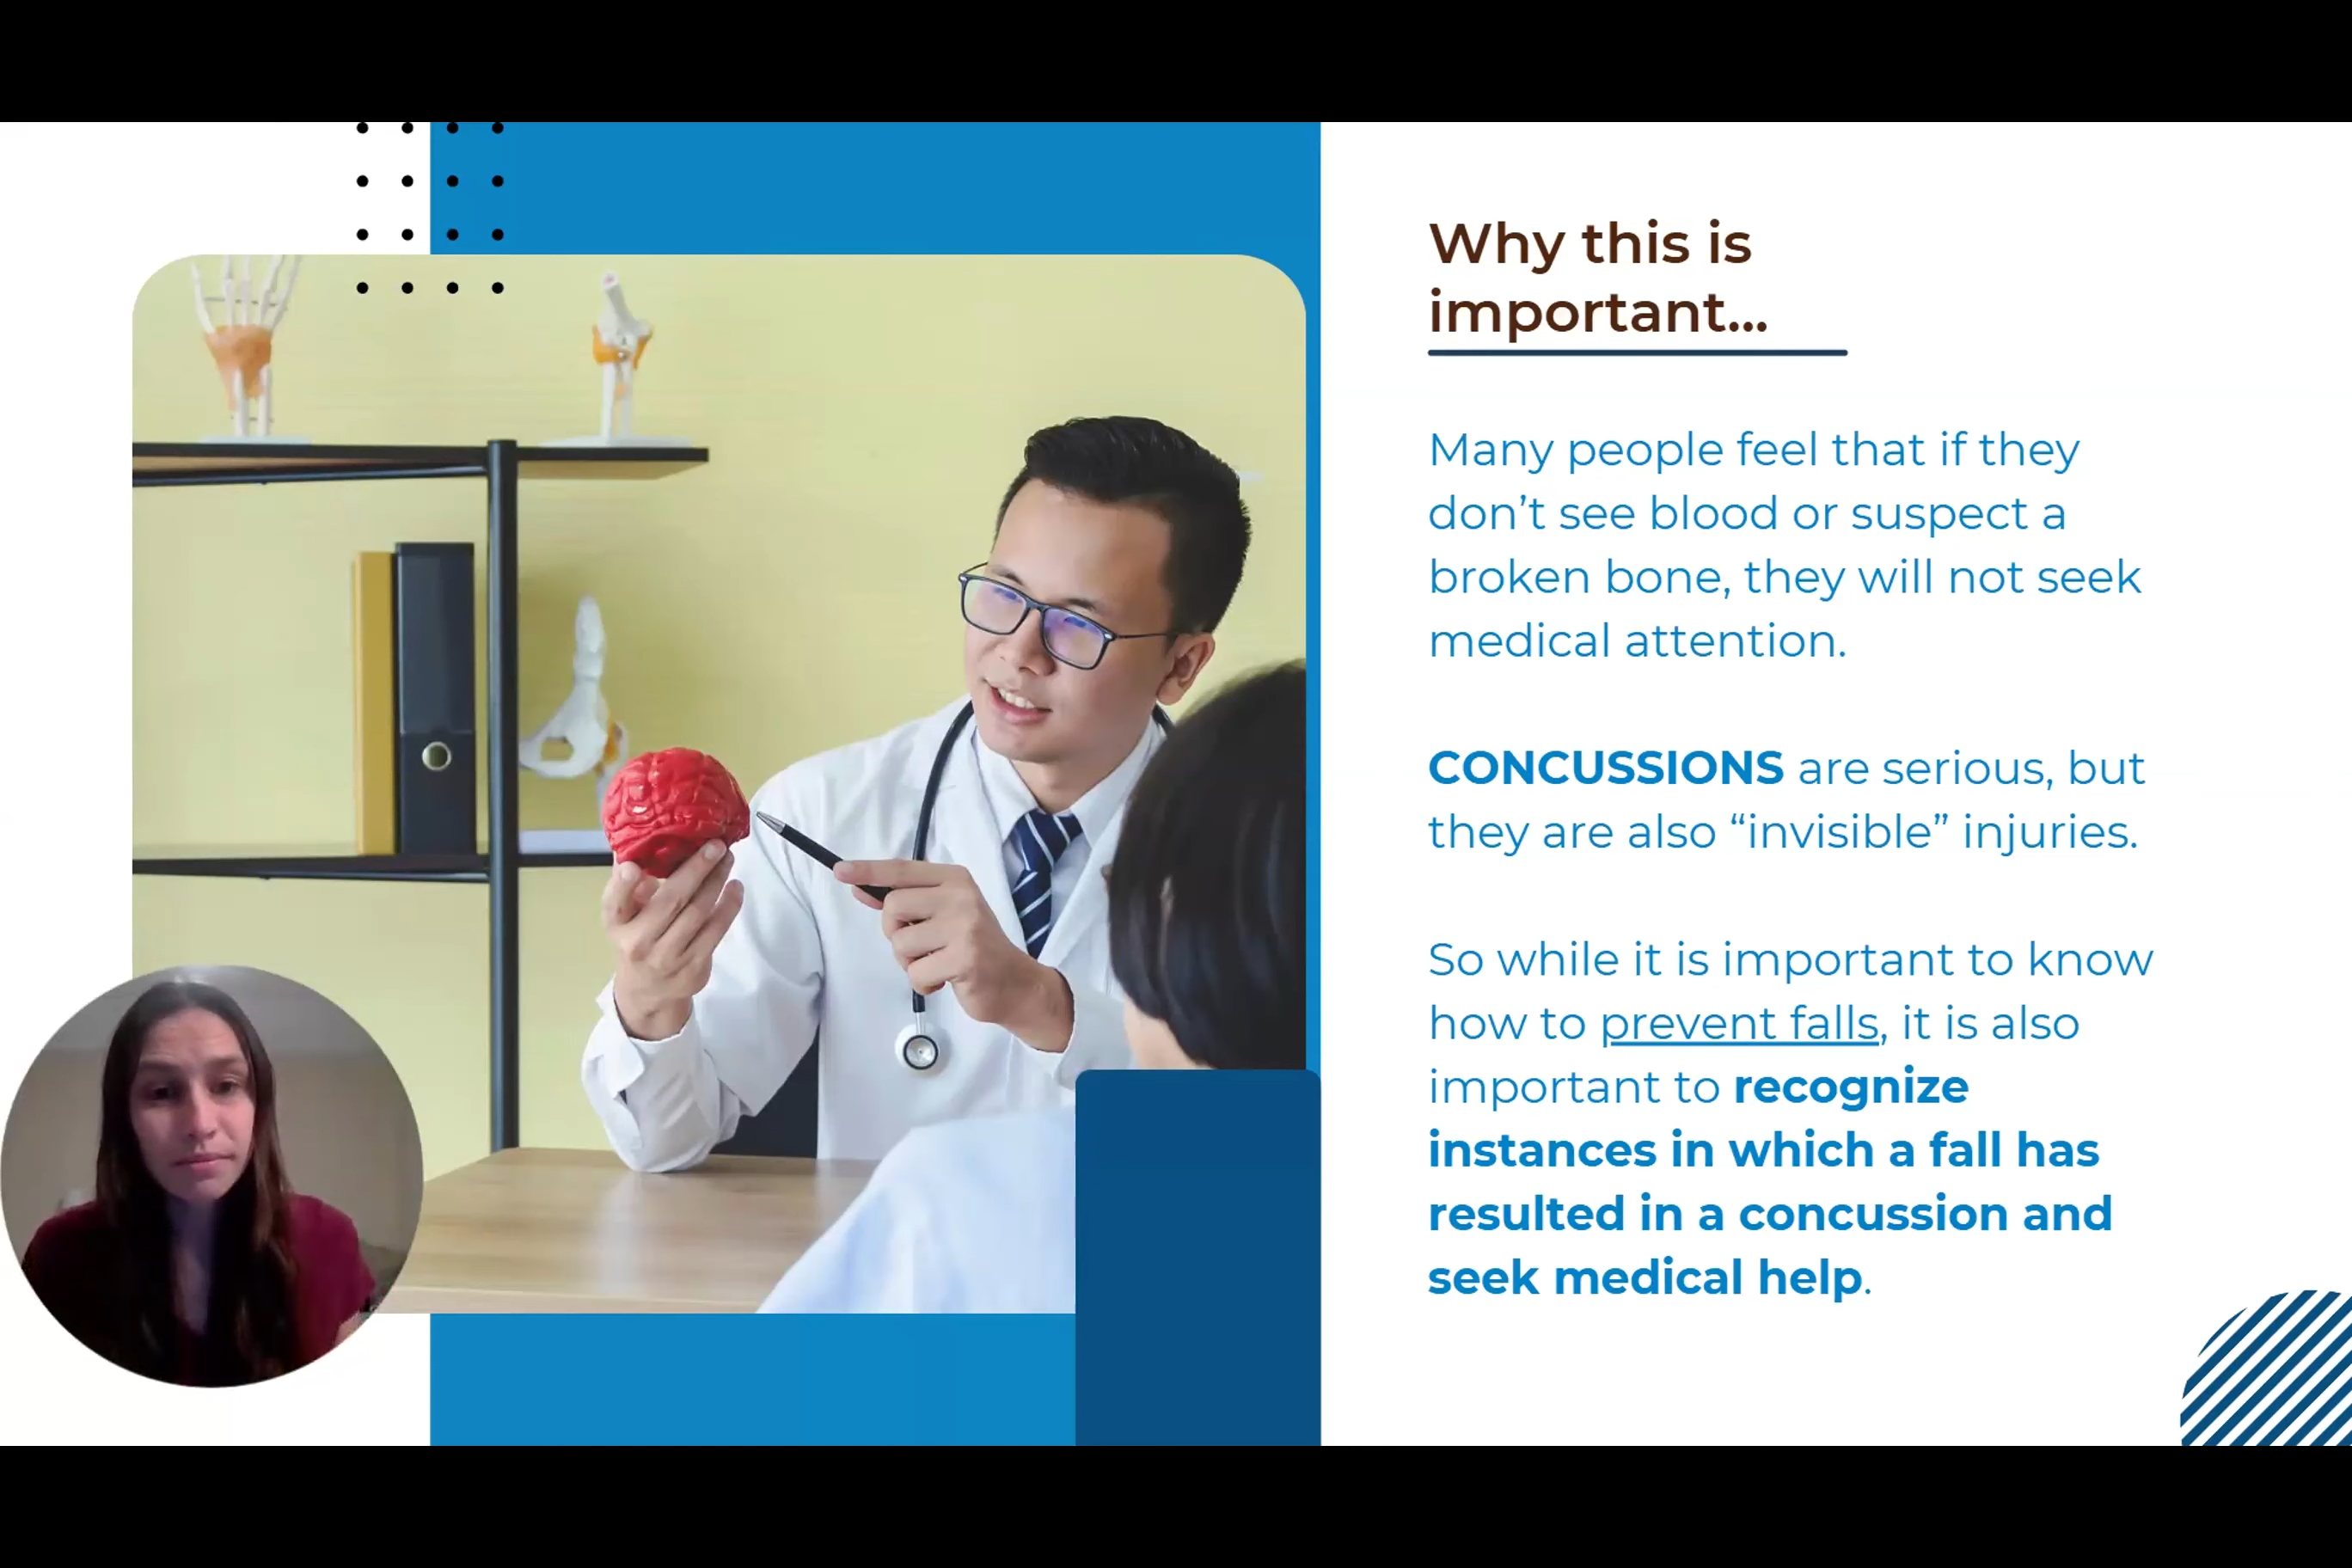 Why this is
important...
Many people feel that if they
don’t see blood or suspect a
broken bone, they will not seek
medical attention.
CONCUSSIONS are serious, but
they are also “invisible” injuries.
So while it is important to know
how to prevent falls, it is also
important to recognize
instances in which a fall has
resulted in a concussion and
seek medical help.